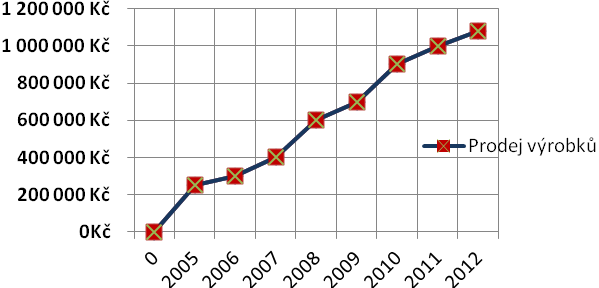 1 200 000 Kč
1 000 000 Kč
800 000 Kč
600 000 Kč
400 000 Kč
200 000 Kč
0Kč
0
2005
2006
2007
2008
2009
2010
2011
2012
Prodej výrobků